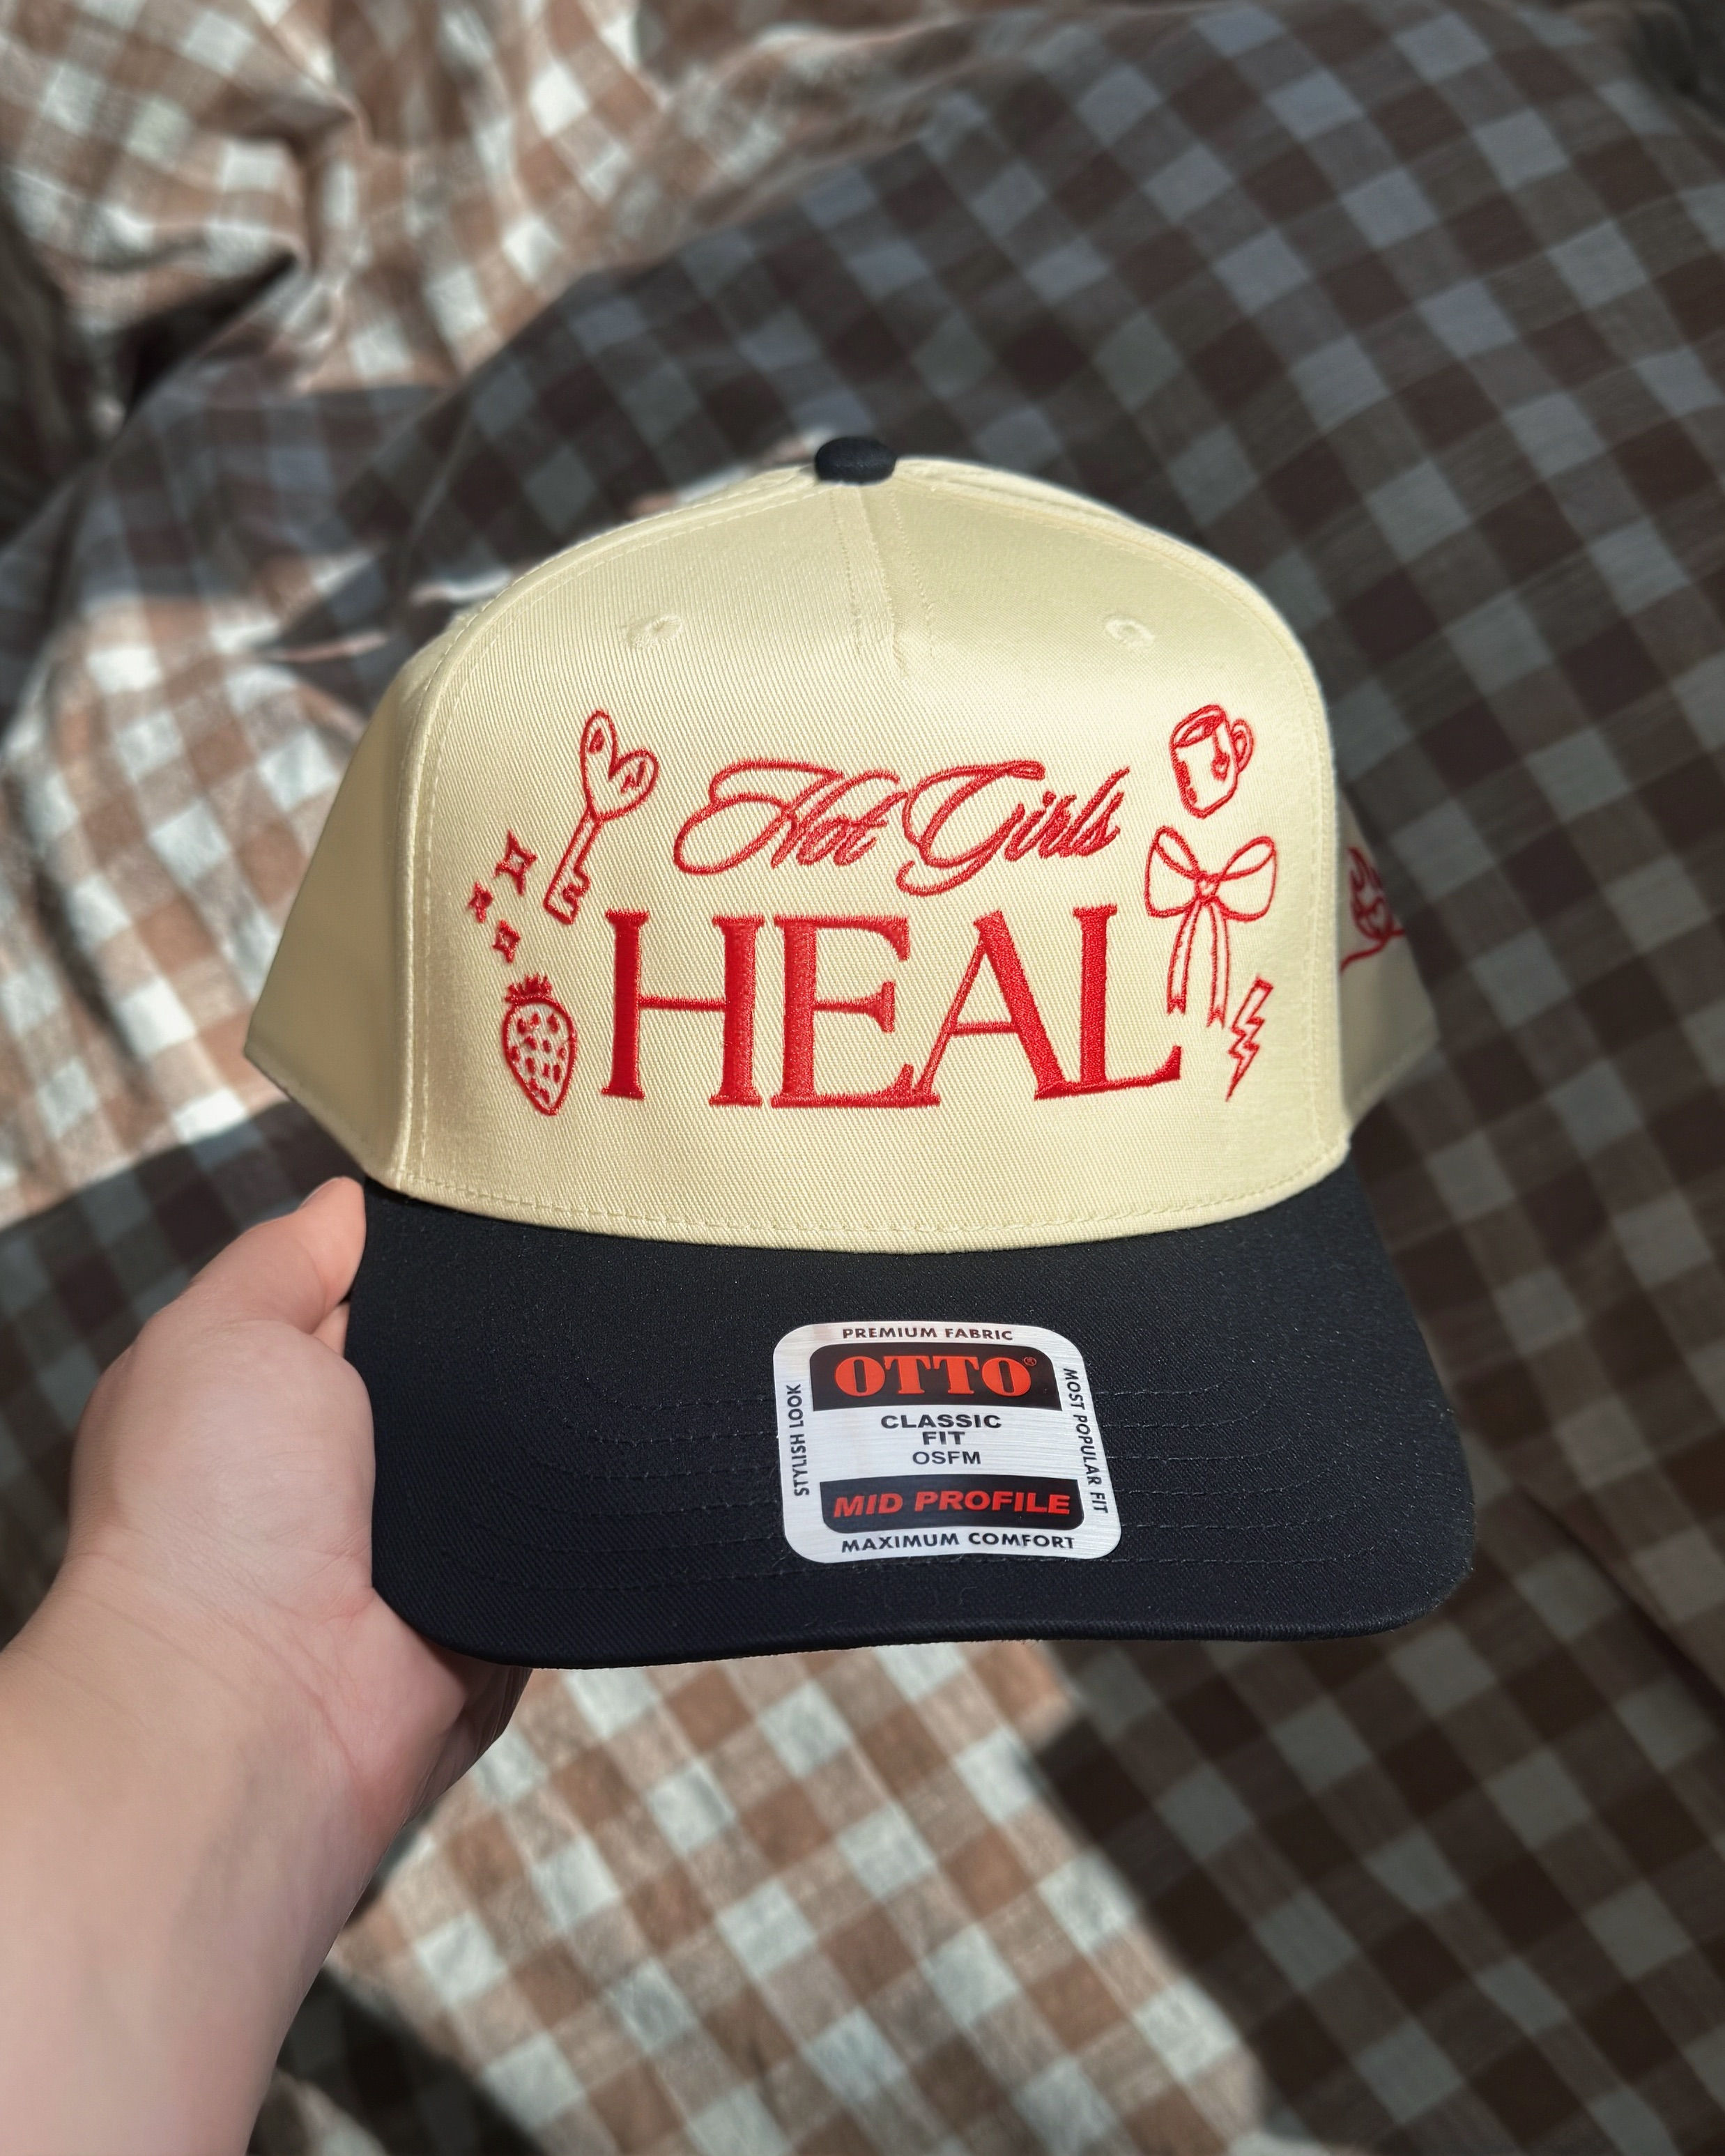 Hot Girls
HEAL
PREMIUM FABRIC
OTTO®
STYLISH LOOK
CLASSIC
FIT
OSFM
MOST POPULAR FIT
MID PROFILE
MAXIMUM COMFORT